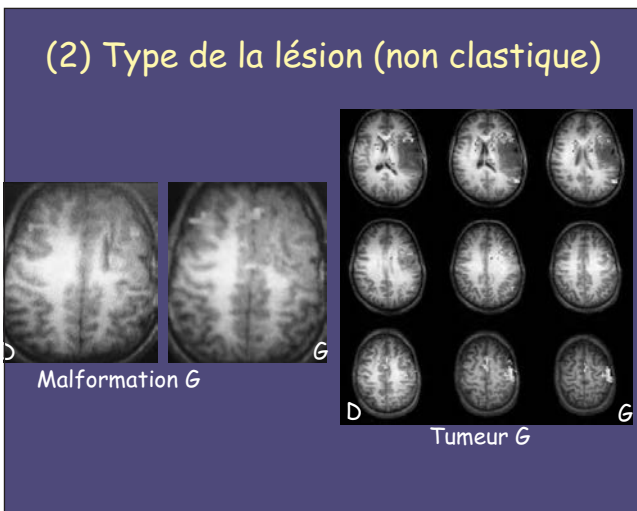 (2) Type de la lésion (non clastique)
D
G
Malformation G
D
G
Tumeur G